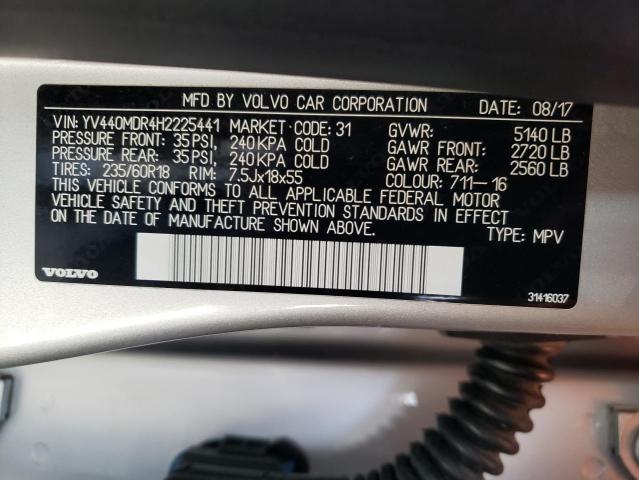 MFD BY VOLVO CAR CORPORATION DATE: 08/17
VIN: YV440MDR4H2225441 MARKET CODE: 31 GVWR: 5140 LB
PRESSURE FRONT: 35 PSI, 240 KPA COLD GAWR FRONT: 2720 LB
PRESSURE REAR: 35 PSI, 240 KPA COLD GAWR REAR: 2560 LB
TIRES: 235/60R18 RIM: 7.5Jx18x55 COLOUR: 711-16
THIS VEHICLE CONFORMS TO ALL APPLICABLE FEDERAL MOTOR
VEHICLE SAFETY AND THEFT PREVENTION STANDARDS IN EFFECT
ON THE DATE OF MANUFACTURE SHOWN ABOVE. TYPE: MPV
VOLVO
31416037